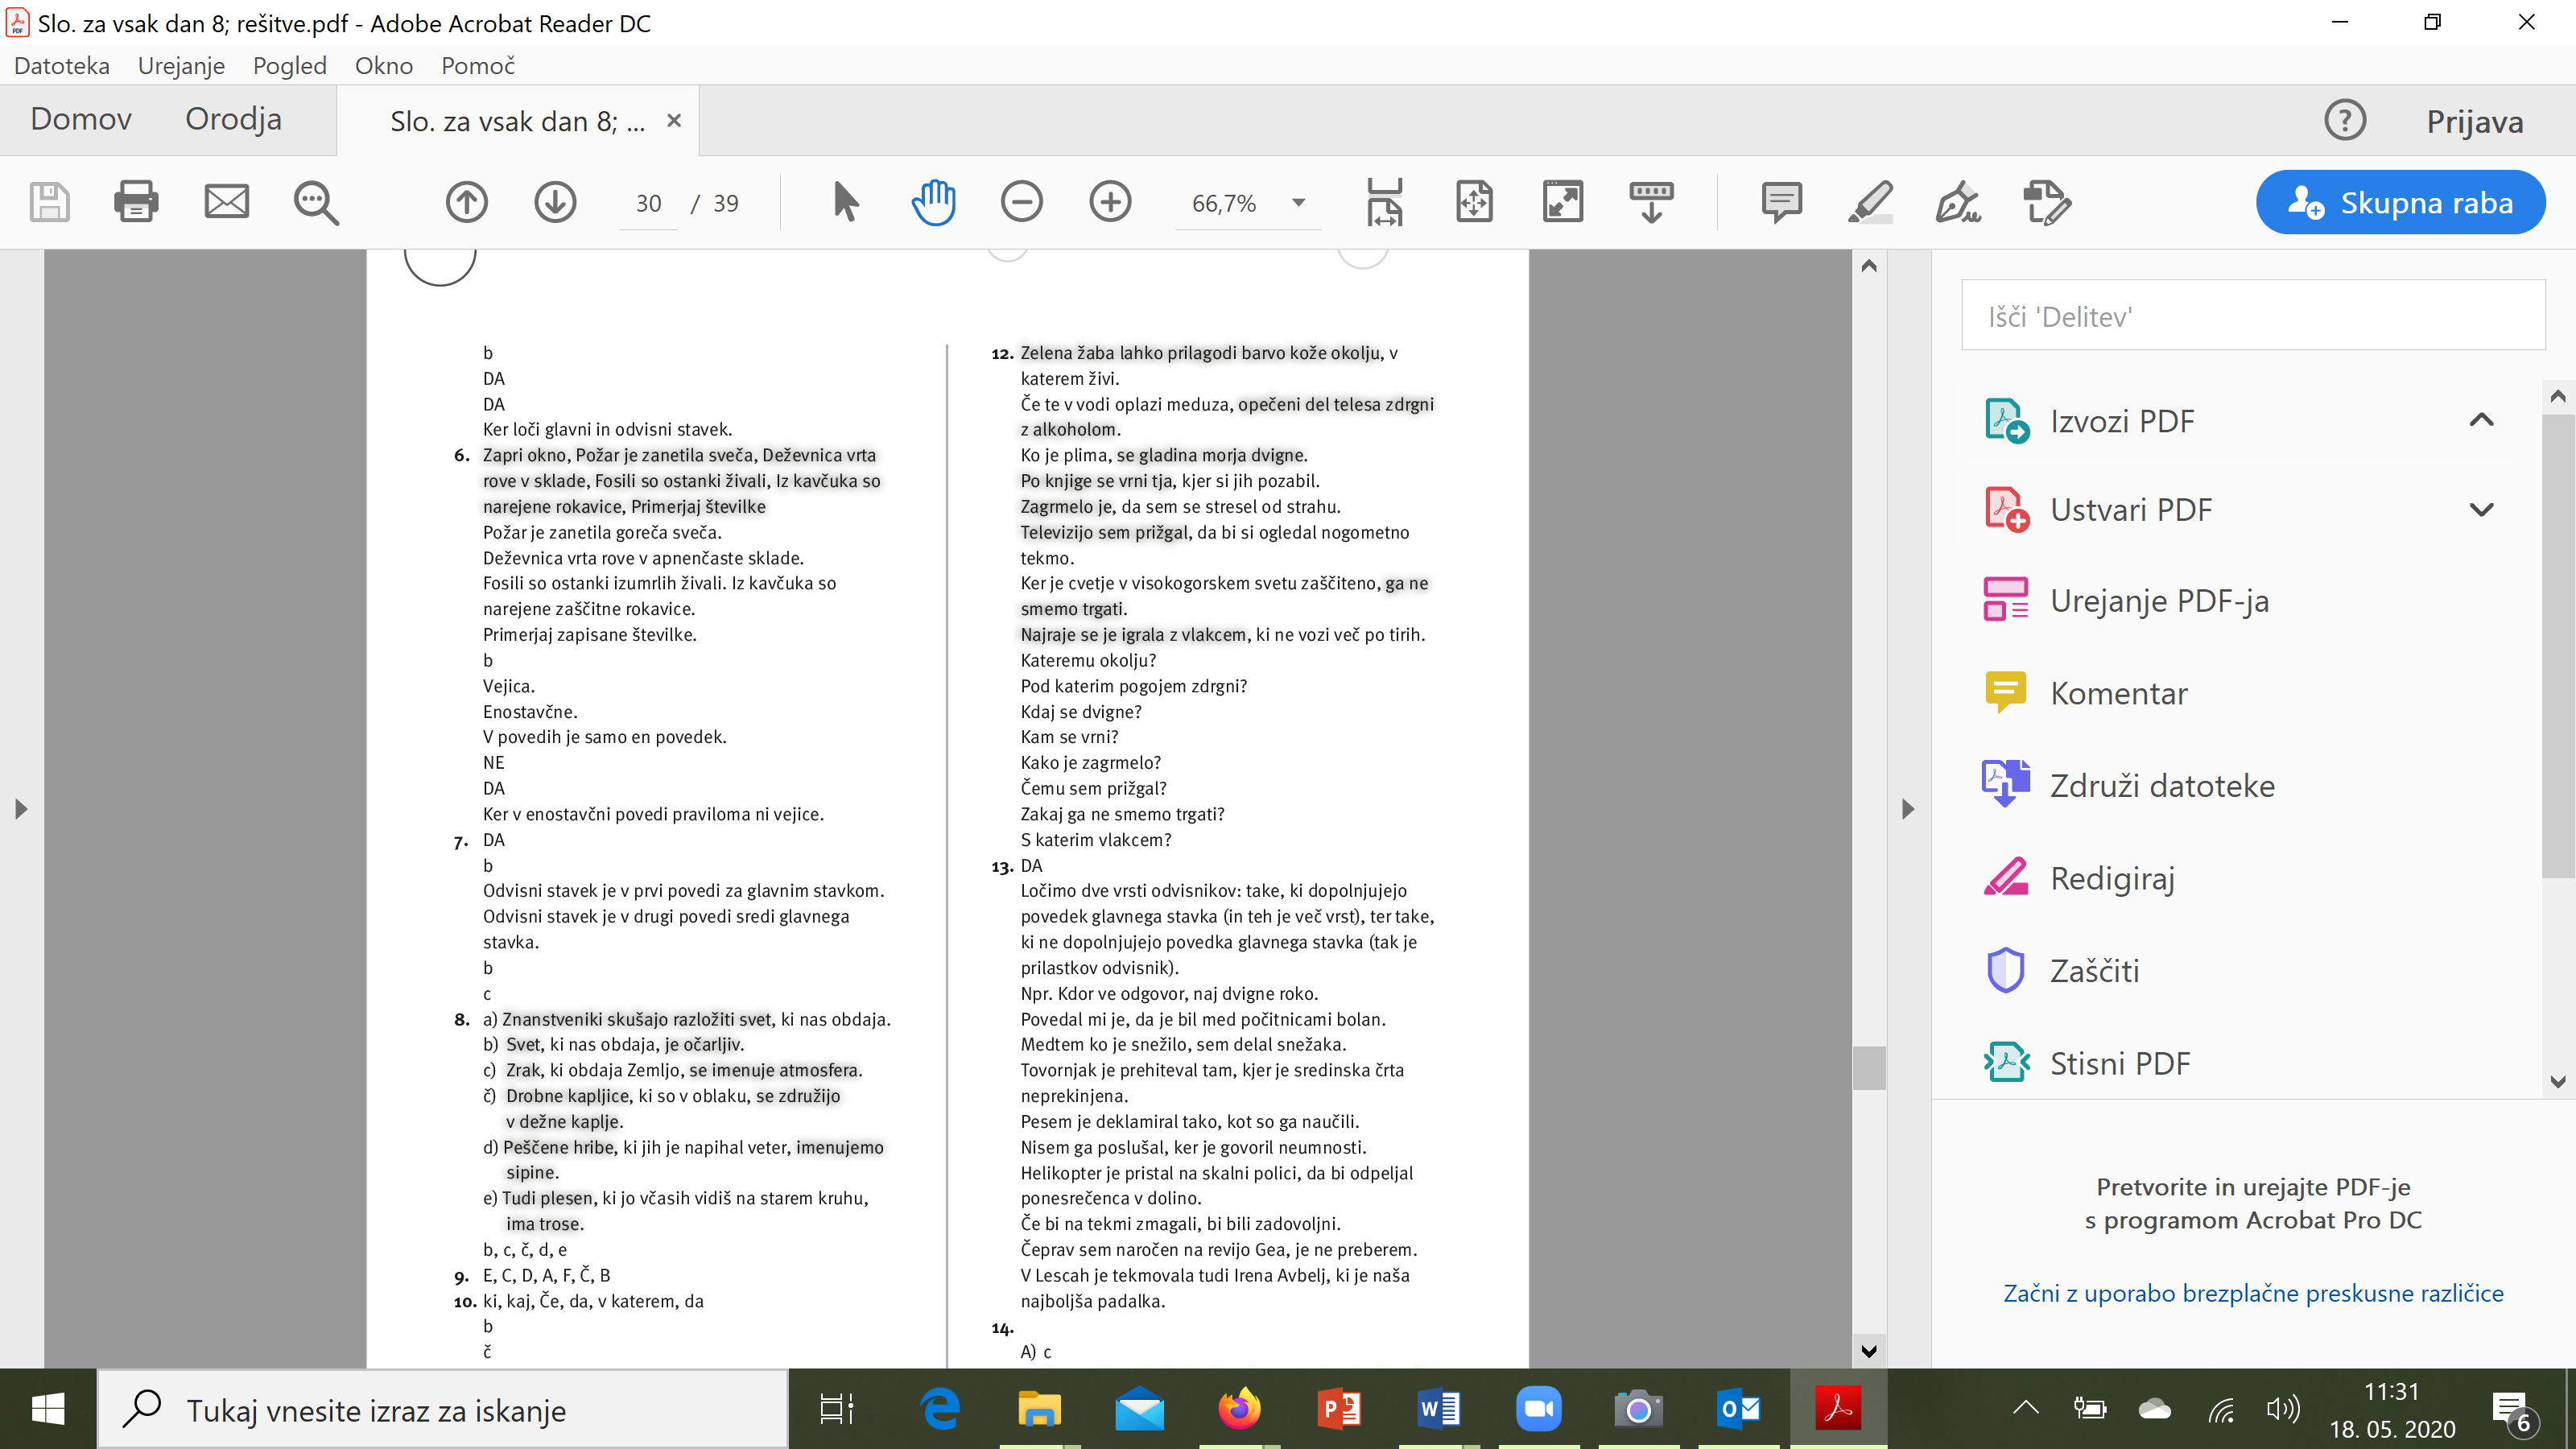 Slo. za vsak dan 8; rešitve.pdf - Adobe Acrobat Reader DC
Datoteka Urejanje Pogled Okno Pomoč
Domov Orodja Slo. za vsak dan 8; ... Prijava
30 / 39 66,7% Skupna raba
b
DA
DA
Ker loči glavni in odvisni stavek.
6. Zapri okno, Požar je zanetila sveča, Deževnica vrta
rove v sklade, Fosili so ostanki živali, Iz kavčuka so
narejene rokavice, Primerjaj številke
Požar je zanetila goreča sveča.
Deževnica vrta rove v apnenčaste sklade.
Fosili so ostanki izumrlih živali. Iz kavčuka so
narejene zaščitne rokavice.
Primerjaj zapisane številke.
b
Vejica.
Enostavčne.
V povedih je samo en povedek.
NE
DA
Ker v enostavčni povedi praviloma ni vejice.
7. DA
b
Odvisni stavek je v prvi povedi za glavnim stavkom.
Odvisni stavek je v drugi povedi sredi glavnega
stavka.
b
c
8. a) Znanstveniki skušajo razložiti svet, ki nas obdaja.
b) Svet, ki nas obdaja, je očarljiv.
c) Zrak, ki obdaja Zemljo, se imenuje atmosfera.
č) Drobne kapljice, ki so v oblaku, se združijo
v dežne kaplje.
d) Peščene hribe, ki jih je napihal veter, imenujemo
sipine.
e) Tudi plesen, ki jo včasih vidiš na starem kruhu,
ima trose.
b, c, č, d, e
9. E, C, D, A, F, Č, B
10. ki, kaj, Če, da, v katerem, da
b
č
12. Zelena žaba lahko prilagodi barvo kože okolju, v
katerem živi.
Če te v vodi oplazi meduza, opečeni del telesa zdrgni
z alkoholom.
Ko je plima, se gladina morja dvigne.
Po knjige se vrni tja, kjer si jih pozabil.
Zagrmelo je, da sem se stresel od strahu.
Televizijo sem prižgal, da bi si ogledal nogometno
tekmo.
Ker je cvetje v visokogorskem svetu zaščiteno, ga ne
smemo trgati.
Najraje se je igrala z vlakcem, ki ne vozi več po tirih.
Kateremu okolju?
Pod katerim pogojem zdrgni?
Kdaj se dvigne?
Kam se vrni?
Kako je zagrmelo?
Čemu sem prižgal?
Zakaj ga ne smemo trgati?
S katerim vlakcem?
13. DA
Ločimo dve vrsti odvisnikov: take, ki dopolnjujejo
povedek glavnega stavka (in teh je več vrst), ter take,
ki ne dopolnjujejo povedka glavnega stavka (tak je
prilastkov odvisnik).
Npr. Kdor ve odgovor, naj dvigne roko.
Povedal mi je, da je bil med počitnicami bolan.
Medtem ko je snežilo, sem delal snežaka.
Tovornjak je prehiteval tam, kjer je sredinska črta
neprekinjena.
Pesem je deklamiral tako, kot so ga naučili.
Nisem ga poslušal, ker je govoril neumnosti.
Helikopter je pristal na skalni polici, da bi odpeljal
ponesrečenca v dolino.
Če bi na tekmi zmagali, bi bili zadovoljni.
Čeprav sem naročen na revijo Gea, je ne preberem.
V Lescah je tekmovala tudi Irena Avbelj, ki je naša
najboljša padalka.
14.
A) c
Išči 'Delitev'
Izvozi PDF
Ustvari PDF
Urejanje PDF-ja
Komentar
Združi datoteke
Redigiraj
Zaščiti
Stisni PDF
Pretvorite in urejajte PDF-je
s programom Acrobat Pro DC
Začni z uporabo brezplačne preskusne različice
Tukaj vnesite izraz za iskanje
11:31
18. 05. 2020
6